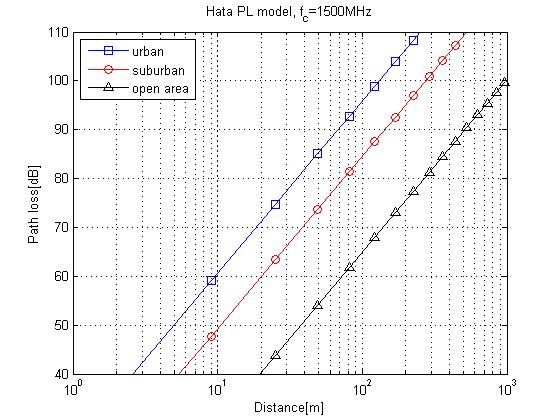 Hata PL model, fc=1500MHz
110
100
90
80
70
60
50
40
urban
suburban
open area
Path loss[dB]
10^0
10^1
10^2
10^3
Distance[m]